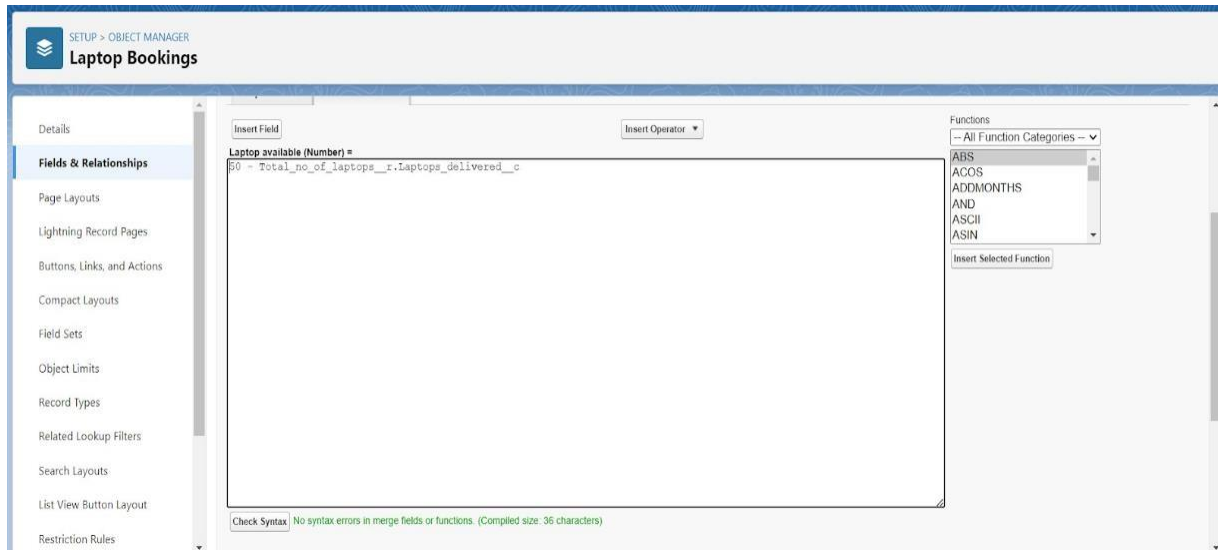 SETUP > OBJECT MANAGER
Laptop Bookings
Details
Fields & Relationships
Page Layouts
Lightning Record Pages
Buttons, Links, and Actions
Compact Layouts
Field Sets
Object Limits
Record Types
Related Lookup Filters
Search Layouts
List View Button Layout
Restriction Rules
Insert Field
Insert Operator ▼
Laptop available (Number) =
50 - Total_no_of_laptops__r.Laptops_delivered__c
Functions
-- All Function Categories --
ABS
ACOS
ADDMONTHS
AND
ASCII
ASIN
Insert Selected Function
Check Syntax No syntax errors in merge fields or functions. (Compiled size: 36 characters)